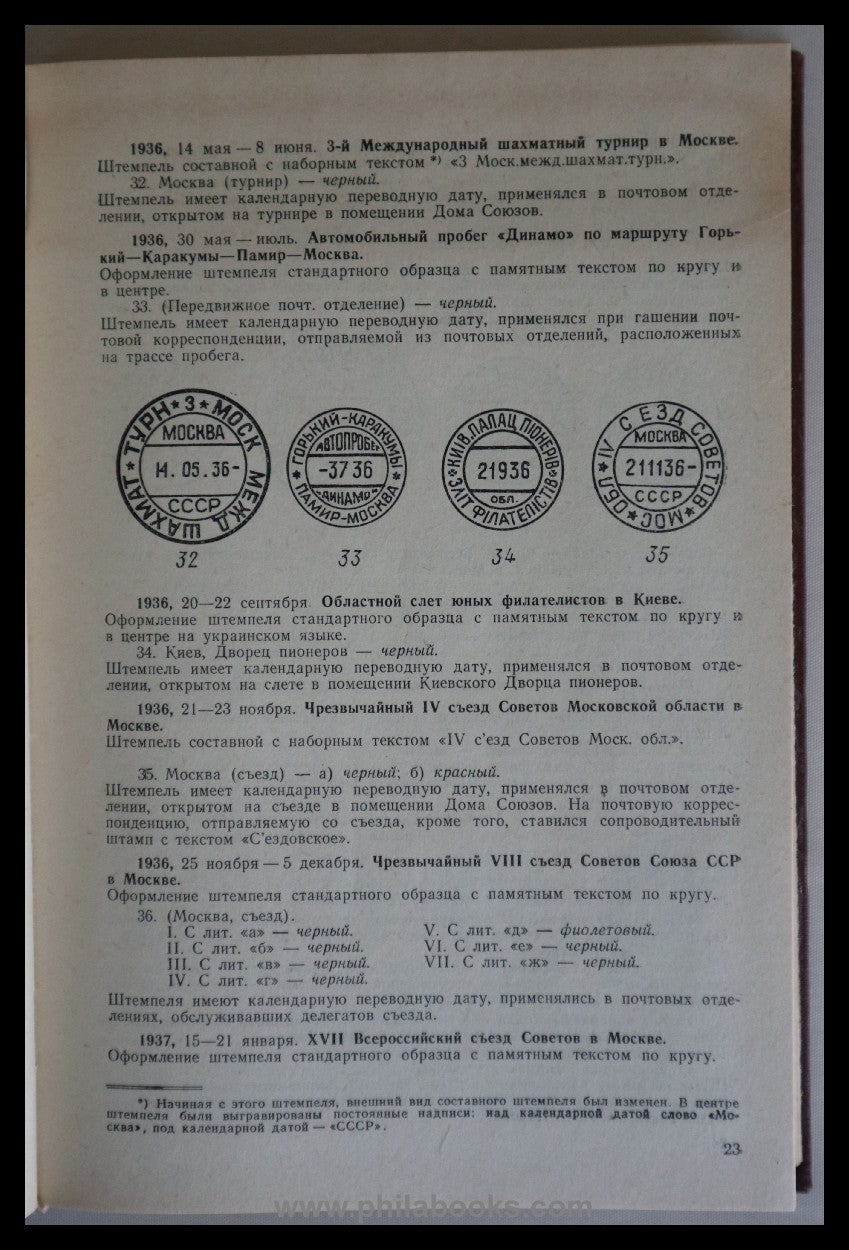 1936, 14 мая — 8 июня. 3-й Международный шахматный турнир в Москве.
Штемпель составной с наборным текстом *) «3 Моск.межд.шахмат.турн.».
32. Москва (турнир) — черный.
Штемпель имеет календарную переводную дату, применялся в почтовом отде-
лении, открытом на турнире в помещении Дома Союзов.
1936, 30 мая — июль. Автомобильный пробег «Динамо» по маршруту Горь-
кий—Каракумы—Памир—Москва.
Оформление штемпеля стандартного образца с памятным текстом по кругу и
в центре.
33. (Передвижное почт. отделение) — черный.
Штемпель имеет календарную переводную дату, применялся при гашении поч-
товой корреспонденции, отправляемой из почтовых отделений, расположенных
на трассе пробега.
ТУРН * 3 * МОСК МЕЖД ШАХМАТ *
МОСКВА
14. 05. 36-
СССР
32
ГОРЬКИЙ-КАРАКУМЫ * ПАМИР-МОСКВА *
АВТОПРОБЕГ
-37 36
„ДИНАМО“
33
КИІВ. ПАЛАЦ ПІОНЕРІВ * ЗЛІТ ФІЛАТЕЛІСТІВ *
21936
ОБЛ.
34
IV СЕЗД СОВЕТОВ * МОС * ОБЛ *
МОСКВА
211136-
СССР
35
1936, 20—22 сентября. Областной слет юных филателистов в Киеве.
Оформление штемпеля стандартного образца с памятным текстом по кругу и
в центре на украинском языке.
34. Киев, Дворец пионеров — черный.
Штемпель имеет календарную переводную дату, применялся в почтовом отде-
лении, открытом на слете в помещении Киевского Дворца пионеров.
1936, 21—23 ноября. Чрезвычайный IV съезд Советов Московской области в
Москве.
Штемпель составной с наборным текстом «IV с’езд Советов Моск. обл.».
35. Москва (съезд) — а) черный; б) красный.
Штемпель имеет календарную переводную дату, применялся в почтовом отде-
лении, открытом на съезде в помещении Дома Союзов. На почтовую коррес-
понденцию, отправляемую со съезда, кроме того, ставился сопроводительный
штамп с текстом «С’ездовское».
1936, 25 ноября — 5 декабря. Чрезвычайный VIII съезд Советов Союза ССР
в Москве.
Оформление штемпеля стандартного образца с памятным текстом по кругу.
36. (Москва, съезд).
I. С лит. «а» — черный.
II. С лит. «б» — черный.
III. С лит. «в» — черный.
IV. С лит. «г» — черный.
V. С лит. «д» — фиолетовый.
VI. С лит. «е» — черный.
VII. С лит. «ж» — черный.
Штемпеля имеют календарную переводную дату, применялись в почтовых отде-
лениях, обслуживавших делегатов съезда.
1937, 15—21 января. XVII Всероссийский съезд Советов в Москве.
Оформление штемпеля стандартного образца с памятным текстом по кругу.
*) Начиная с этого штемпеля, внешний вид составного штемпеля был изменен. В центре
штемпеля были выгравированы постоянные надписи: над календарной датой слово «Мо-
сква», под календарной датой — «СССР».
23
www.philabooks.com